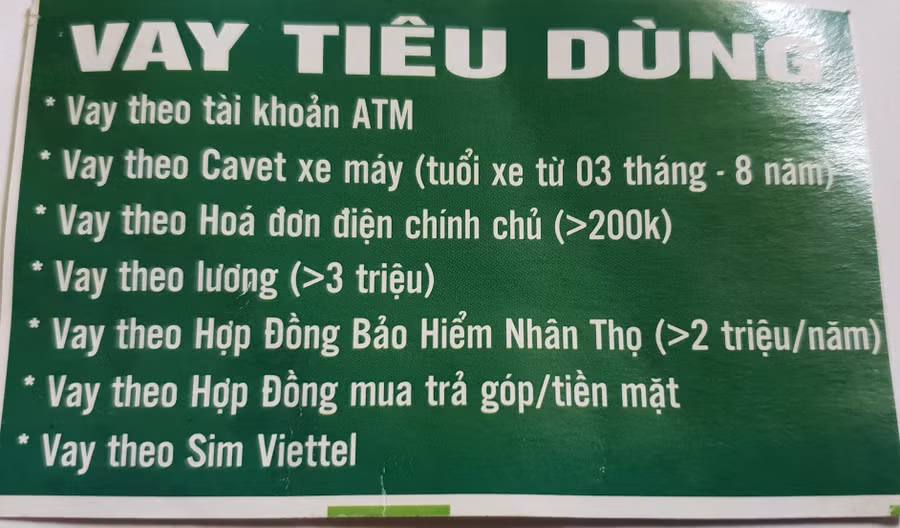 VAY TIÊU DÙNG
* Vay theo tài khoản ATM
* Vay theo Cavet xe máy (tuổi xe từ 03 tháng - 8 năm)
* Vay theo Hoá đơn điện chính chủ (>200k)
* Vay theo lương (>3 triệu)
* Vay theo Hợp Đồng Bảo Hiểm Nhân Thọ (>2 triệu/năm)
* Vay theo Hợp Đồng mua trả góp/tiền mặt
* Vay theo Sim Viettel